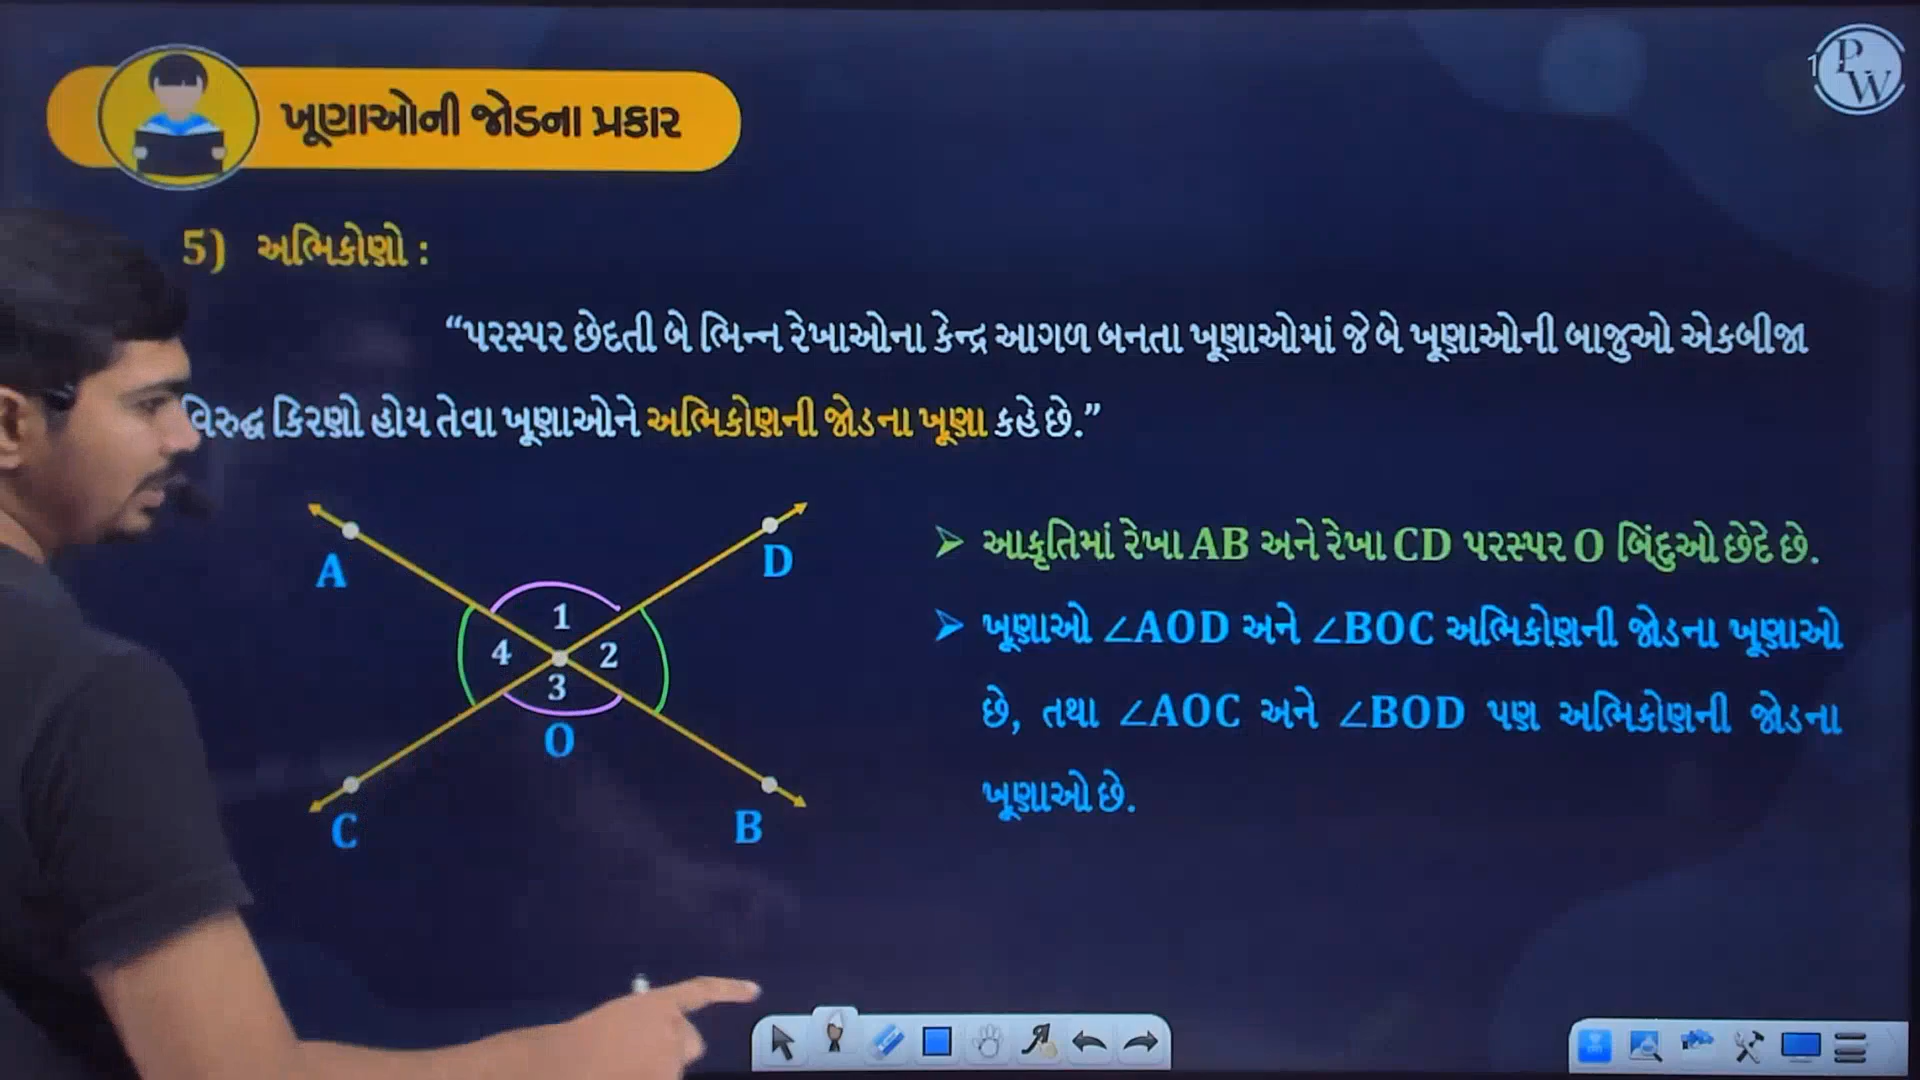 PW
ખૂણાઓની જોડના પ્રકાર
5) અભિકોણો :
“પરસ્પર છેદતી બે ભિન્ન રેખાઓના કેન્દ્ર આગળ બનતા ખૂણાઓમાં જે બે ખૂણાઓની બાજુઓ એકબીજા
વિરુદ્ધ કિરણો હોય તેવા ખૂણાઓને અભિકોણની જોડના ખૂણા કહે છે.”
A
D
1
4
2
3
O
C
B
➢ આકૃતિમાં રેખા AB અને રેખા CD પરસ્પર O બિંદુઓ છેદે છે.
➢ ખૂણાઓ ∠AOD અને ∠BOC અભિકોણની જોડના ખૂણાઓ
છે, તથા ∠AOC અને ∠BOD પણ અભિકોણની જોડના
ખૂણાઓ છે.